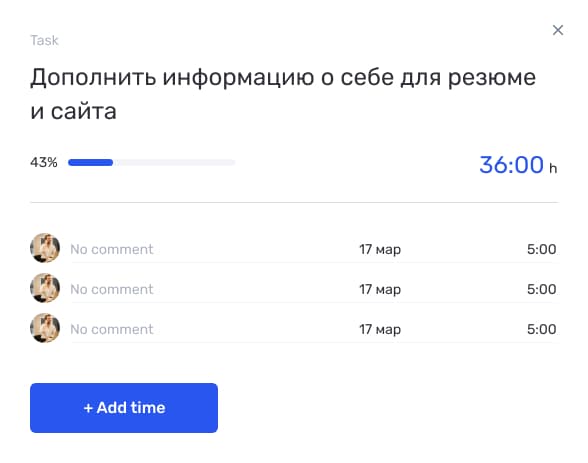 Task
Дополнить информацию о себе для резюме
и сайта
43%
36:00 h
No comment 17 мар 5:00
No comment 17 мар 5:00
No comment 17 мар 5:00
+ Add time